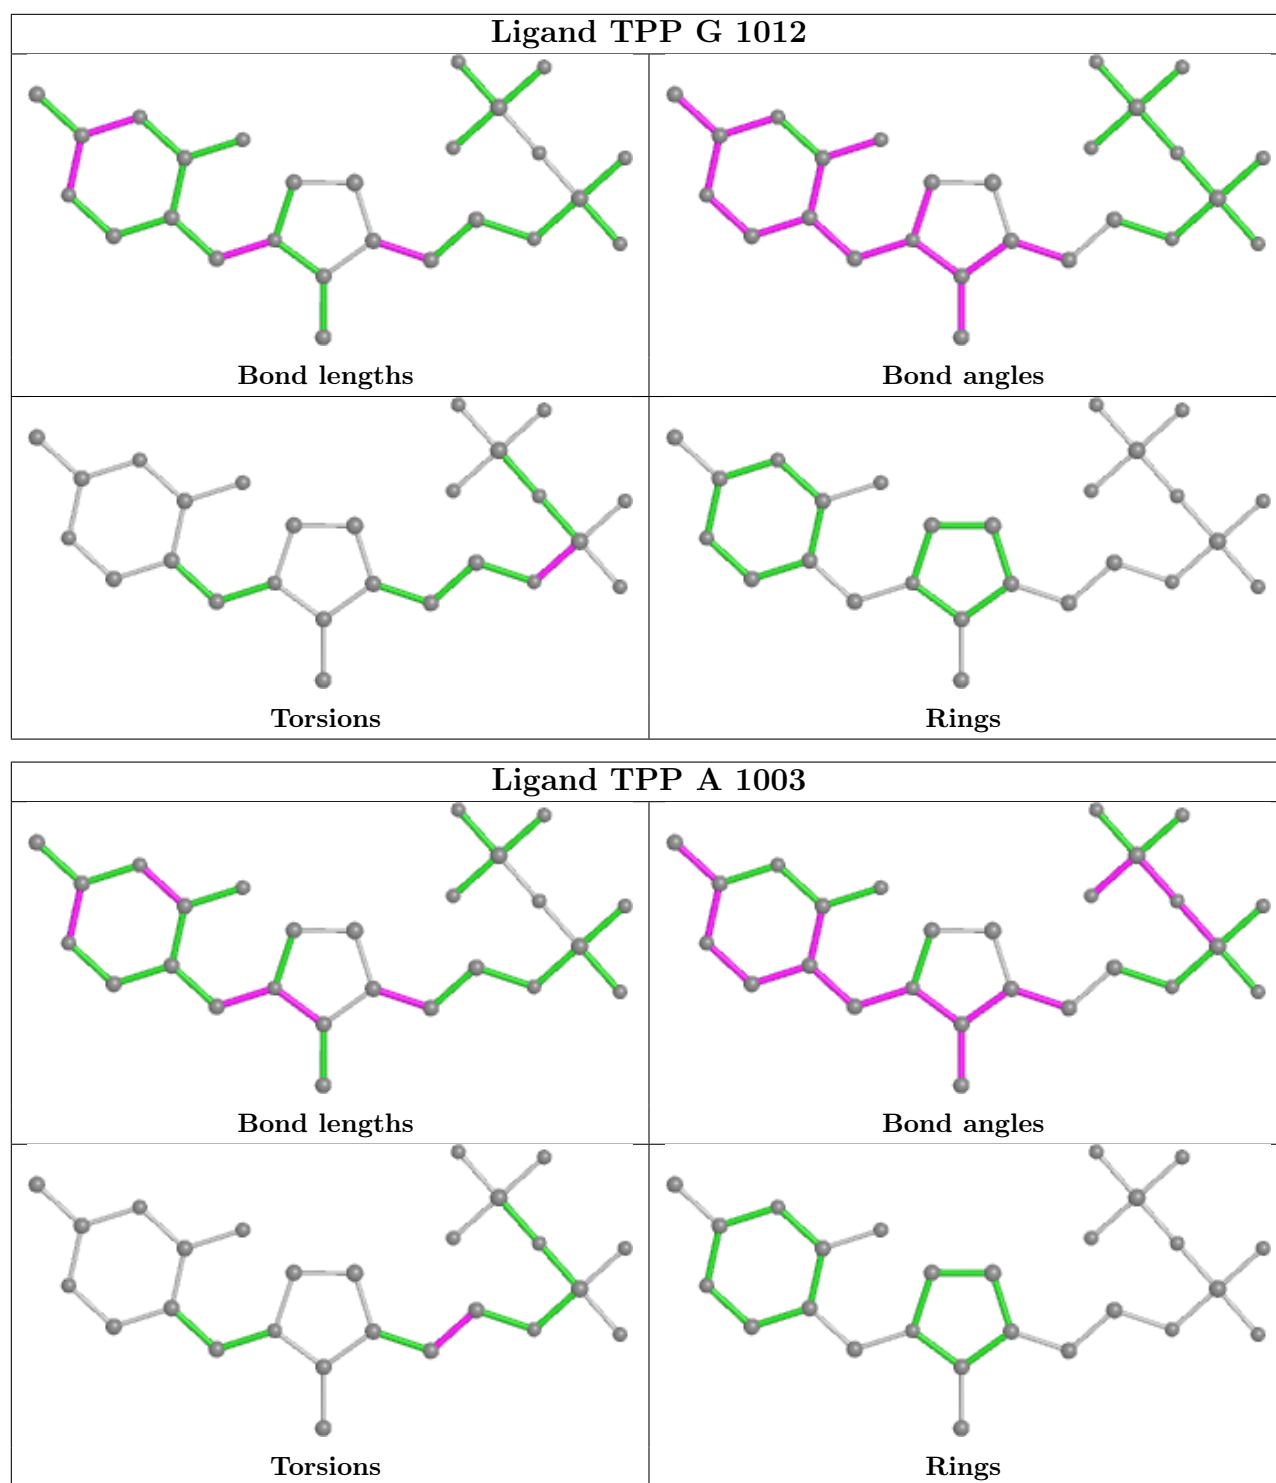 Ligand TPP G 1012
Bond lengths
Bond angles
Torsions
Rings
Ligand TPP A 1003
Bond lengths
Bond angles
Torsions
Rings